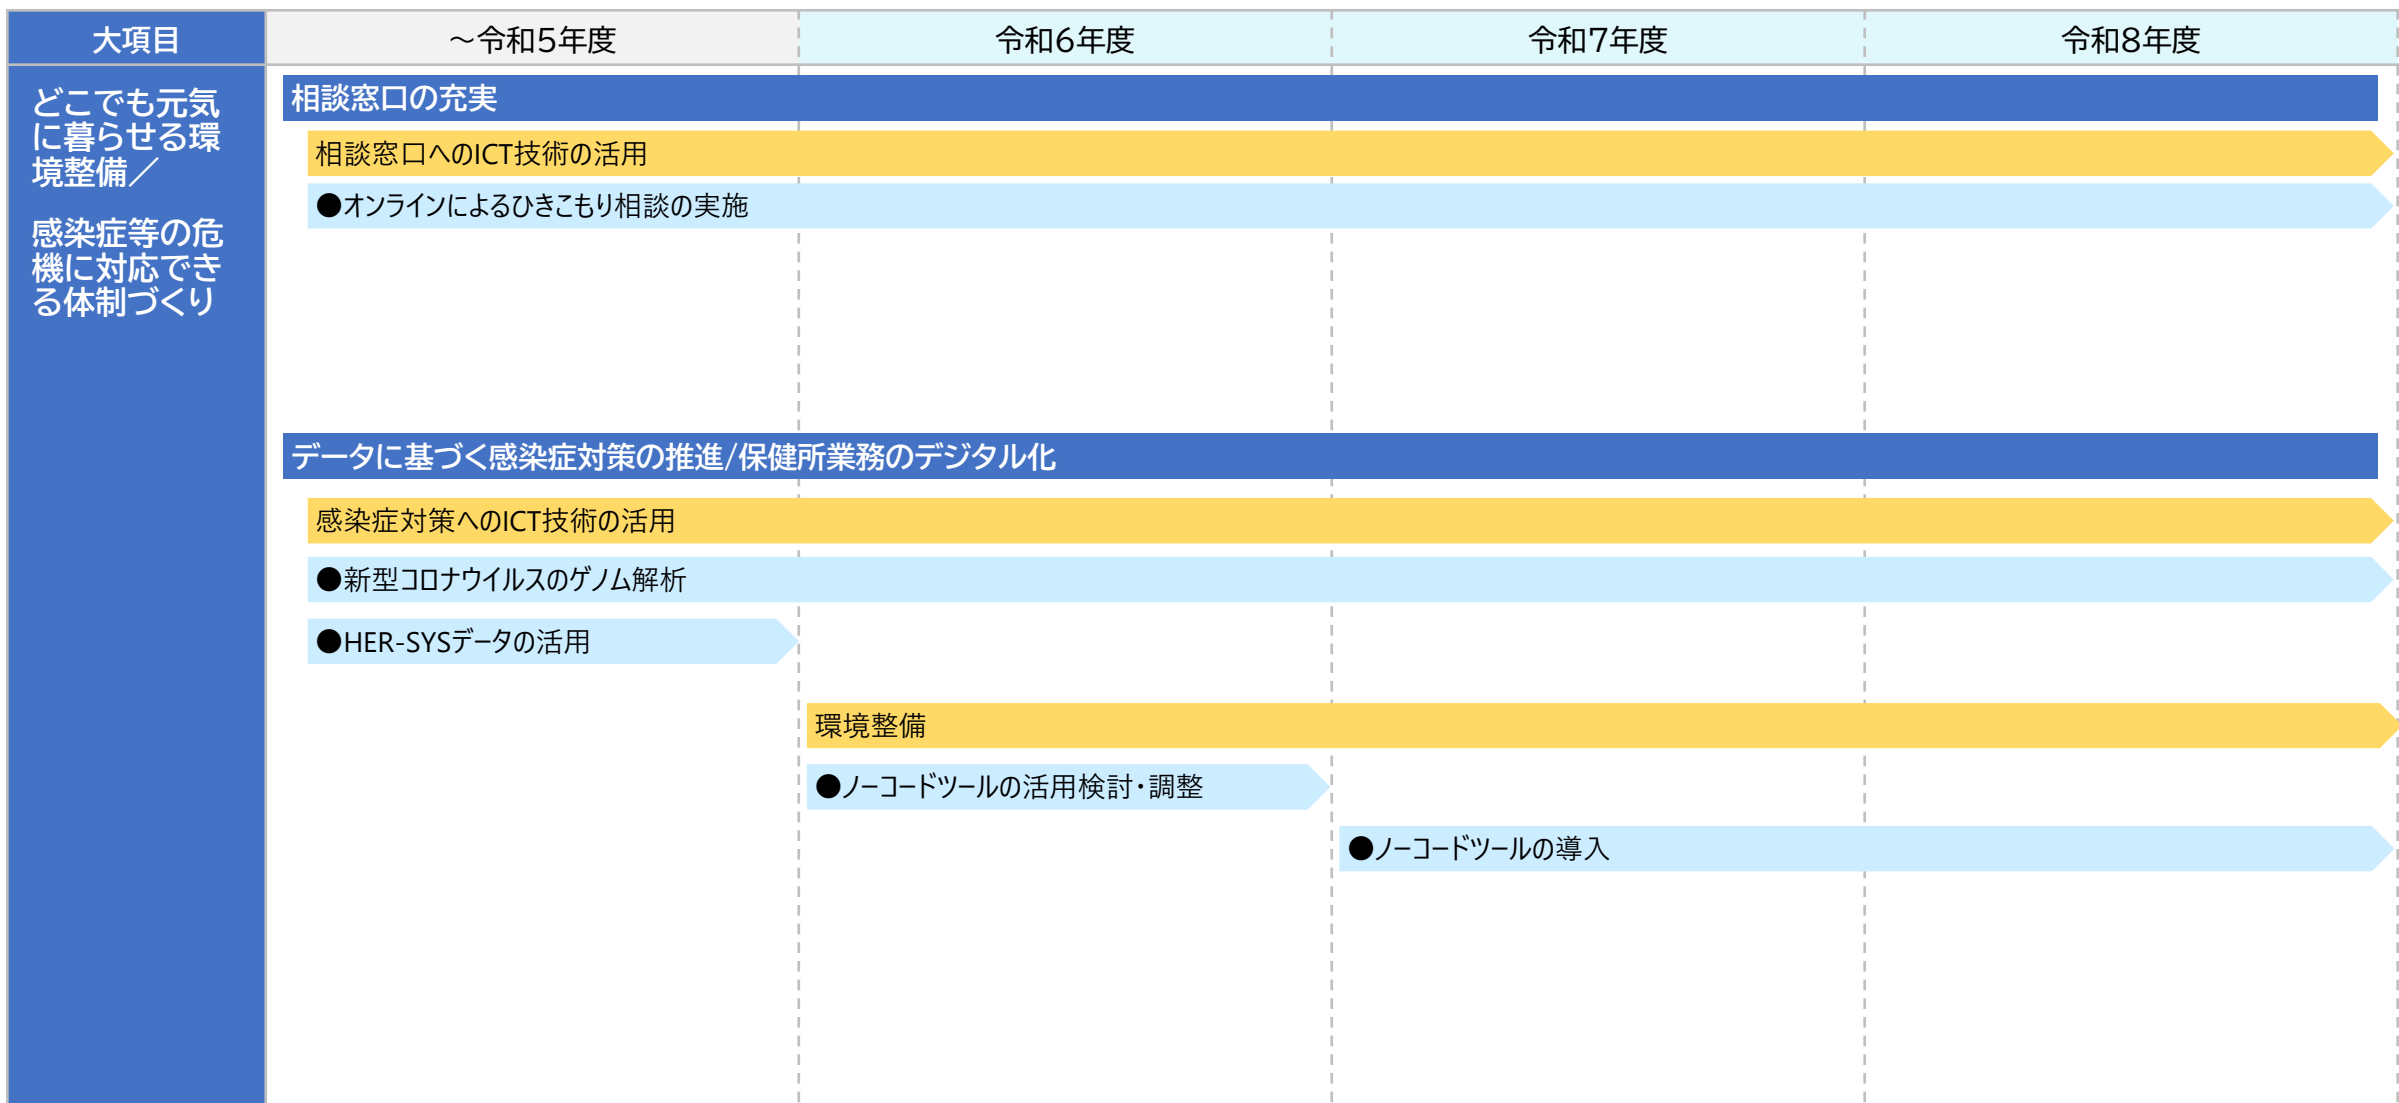 大項目
～令和5年度
令和6年度
令和7年度
令和8年度
どこでも元気
に暮らせる環
境整備／
感染症等の危
機に対応でき
る体制づくり
相談窓口の充実
相談窓口へのICT技術の活用
●オンラインによるひきこもり相談の実施
データに基づく感染症対策の推進/保健所業務のデジタル化
感染症対策へのICT技術の活用
●新型コロナウイルスのゲノム解析
●HER-SYSデータの活用
環境整備
●ノーコードツールの活用検討・調整
●ノーコードツールの導入